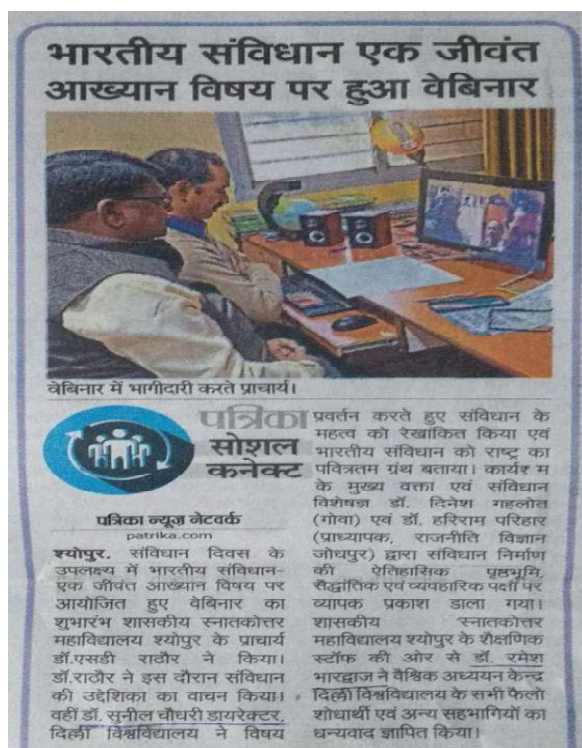 भारतीय संविधान एक जीवंत
आख्यान विषय पर हुआ वेबिनार
वेबिनार में भागीदारी करते प्राचार्य।
पत्रिका
सोशल
कनेक्ट
पत्रिका न्यूज़ नेटवर्क
patrika.com
श्योपुर. संविधान दिवस के
उपलक्ष्य में भारतीय संविधान-
एक जीवंत आख्यान विषय पर
आयोजित हुए वेबिनार का
शुभारंभ शासकीय स्नातकोत्तर
महाविद्यालय श्योपुर के प्राचार्य
डॉ.एसडी राठौर ने किया।
डॉ.राठौर ने इस दौरान संविधान
की उद्देशिका का वाचन किया।
वहीं डॉ. सुनील चौधरी डायरेक्टर,
दिल्ली विश्वविद्यालय ने विषय
प्रवर्तन करते हुए संविधान के
महत्व को रेखांकित किया एवं
भारतीय संविधान को राष्ट्र का
पवित्रतम ग्रंथ बताया। कार्यर म
के मुख्य वक्ता एवं संविधान
विशेषज्ञ डॉ. दिनेश गहलोत
(गोवा) एवं डॉ. हरिराम परिहार
(प्राध्यापक, राजनीति विज्ञान
जोधपुर) द्वारा संविधान निर्माण
की ऐतिहासिक पृष्ठभूमि,
सैद्धांतिक एवं व्यवहारिक पक्षों पर
व्यापक प्रकाश डाला गया।
शासकीय स्नातकोत्तर
महाविद्यालय श्योपुर के शैक्षणिक
स्टॉफ की ओर से डॉ. रमेश
भारद्वाज ने वैश्विक अध्ययन केन्द्र
दिल्ली विश्वविद्यालय के सभी फैलो
शोधार्थी एवं अन्य सहभागियों का
धन्यवाद ज्ञापित किया।